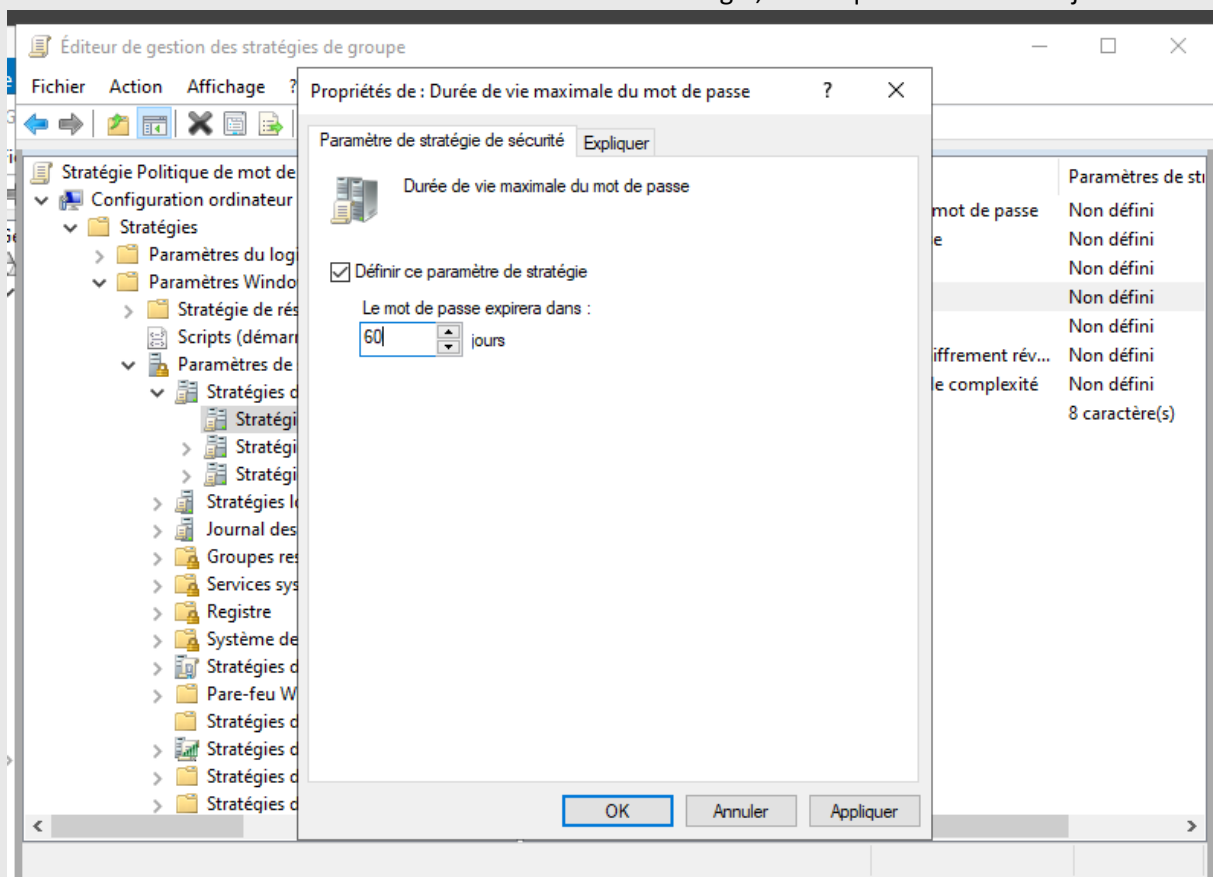 Éditeur de gestion des stratégies de groupe
Fichier Action Affichage ?
Propriétés de : Durée de vie maximale du mot de passe ?
Paramètre de stratégie de sécurité Expliquer
Durée de vie maximale du mot de passe
Définir ce paramètre de stratégie
Le mot de passe expirera dans :
60 jours
OK Annuler Appliquer
Stratégie Politique de mot de
Configuration ordinateur
Stratégies
Paramètres du logi
Paramètres Windo
Stratégie de rés
Scripts (démarr
Paramètres de
Stratégies d
Stratégi
Stratégi
Stratégi
Stratégies l
Journal des
Groupes res
Services sys
Registre
Système de
Stratégies d
Pare-feu W
Stratégies d
Stratégies d
Stratégies d
Stratégies d
Paramètres de str
mot de passe Non défini
e Non défini
Non défini
Non défini
Non défini
iffrement rév... Non défini
le complexité Non défini
8 caractère(s)